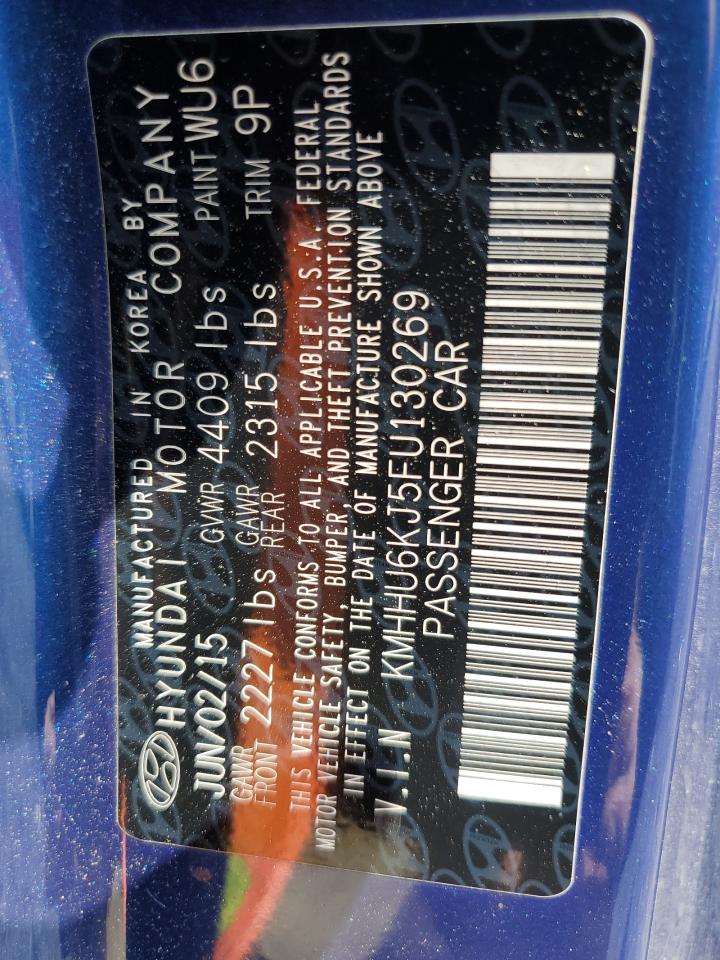 MANUFACTURED IN KOREA BY
HYUNDAI MOTOR COMPANY
JUN/02/15 GVWR 4409 lbs PAINT WU6
GAWR FRONT 2227 lbs GAWR REAR 2315 lbs TRIM 9P
THIS VEHICLE CONFORMS TO ALL APPLICABLE U.S.A. FEDERAL
MOTOR VEHICLE SAFETY, BUMPER, AND THEFT PREVENTION STANDARDS
IN EFFECT ON THE DATE OF MANUFACTURE SHOWN ABOVE
V.I.N KMHHU6KJ5FU130269
PASSENGER CAR